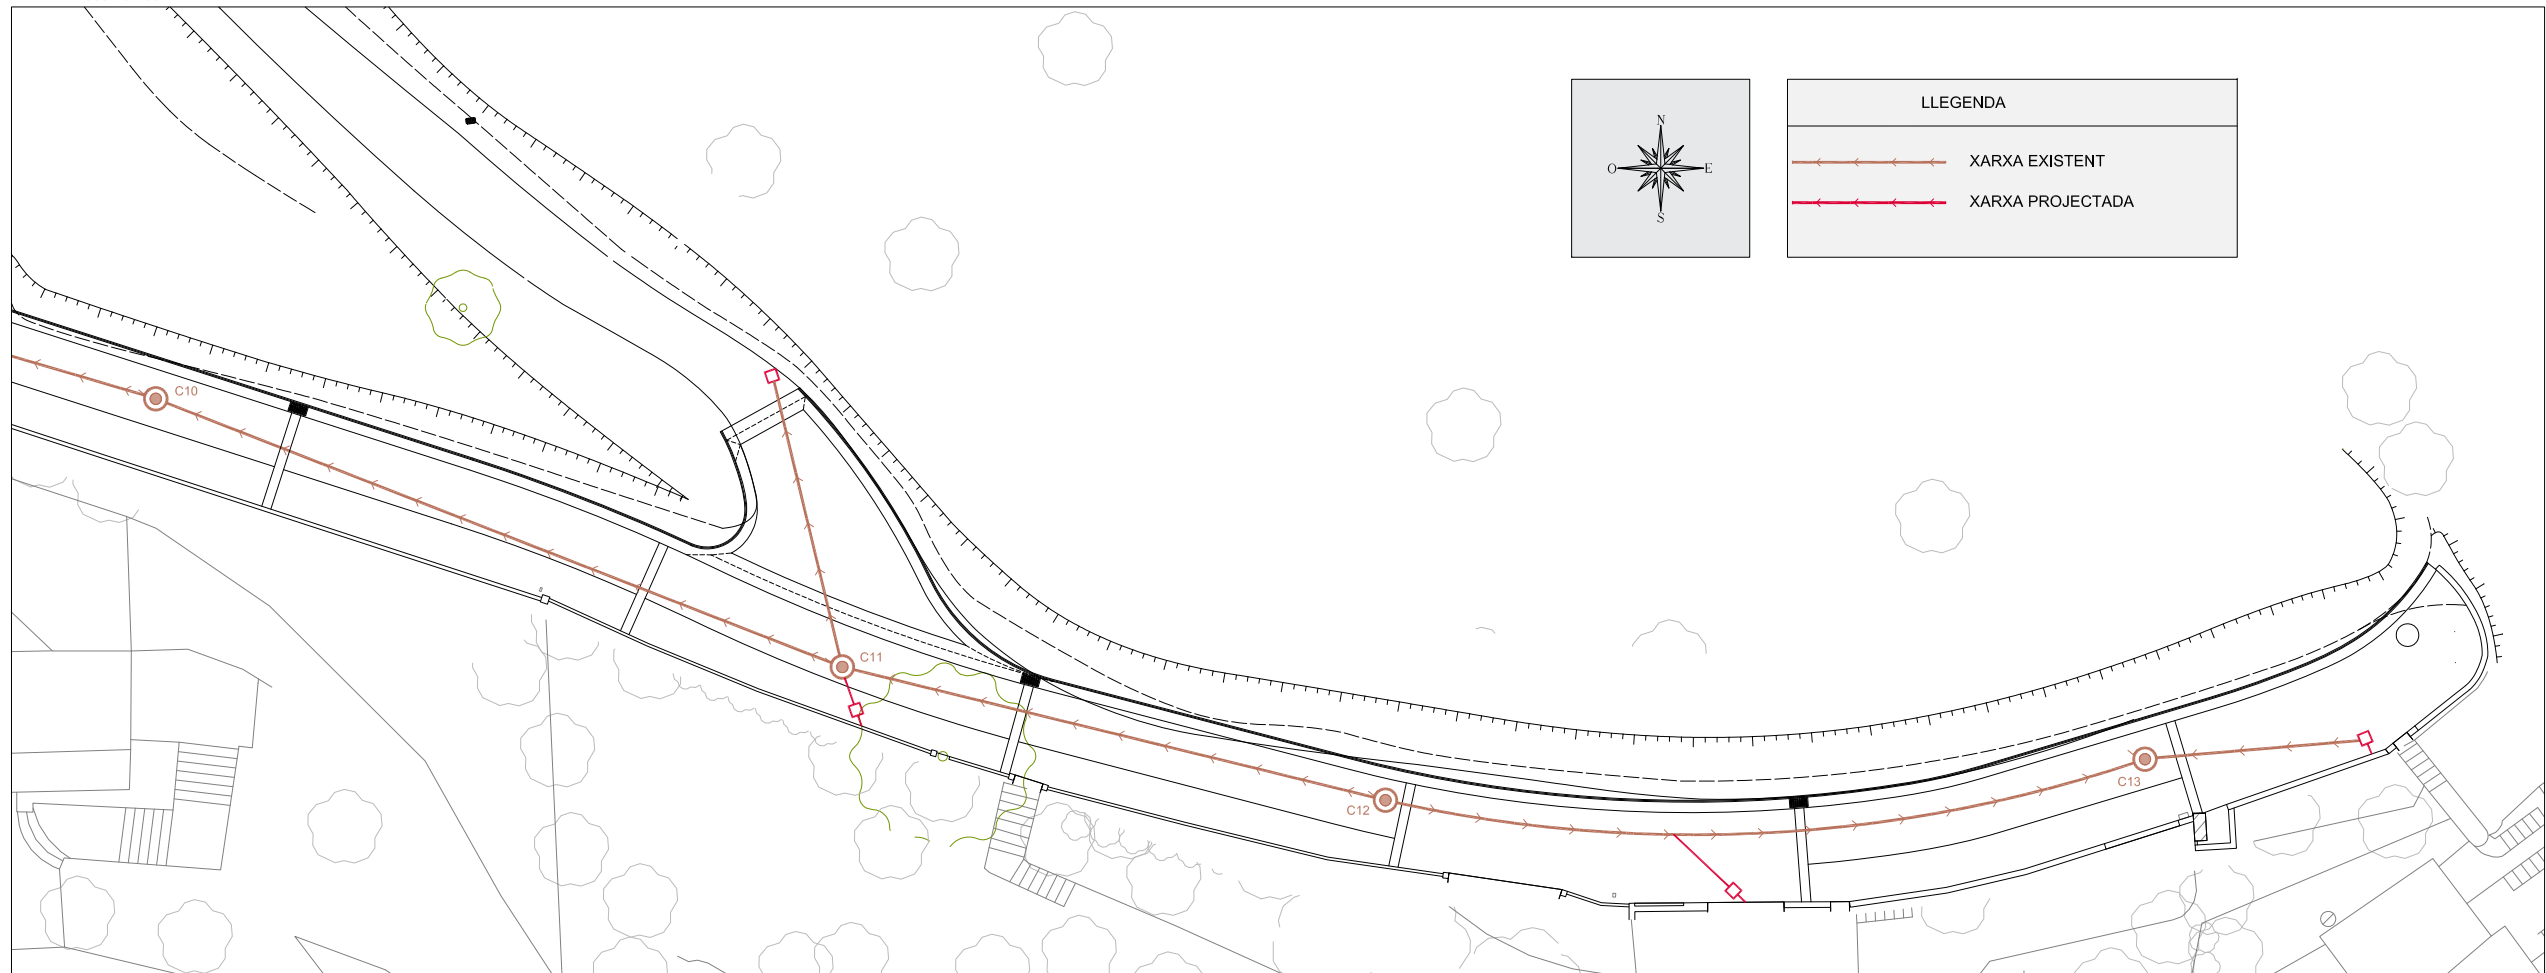 LLEGENDA
N
O
E
S
XARXA EXISTENT
XARXA PROJECTADA
C10
C11
C12
C13